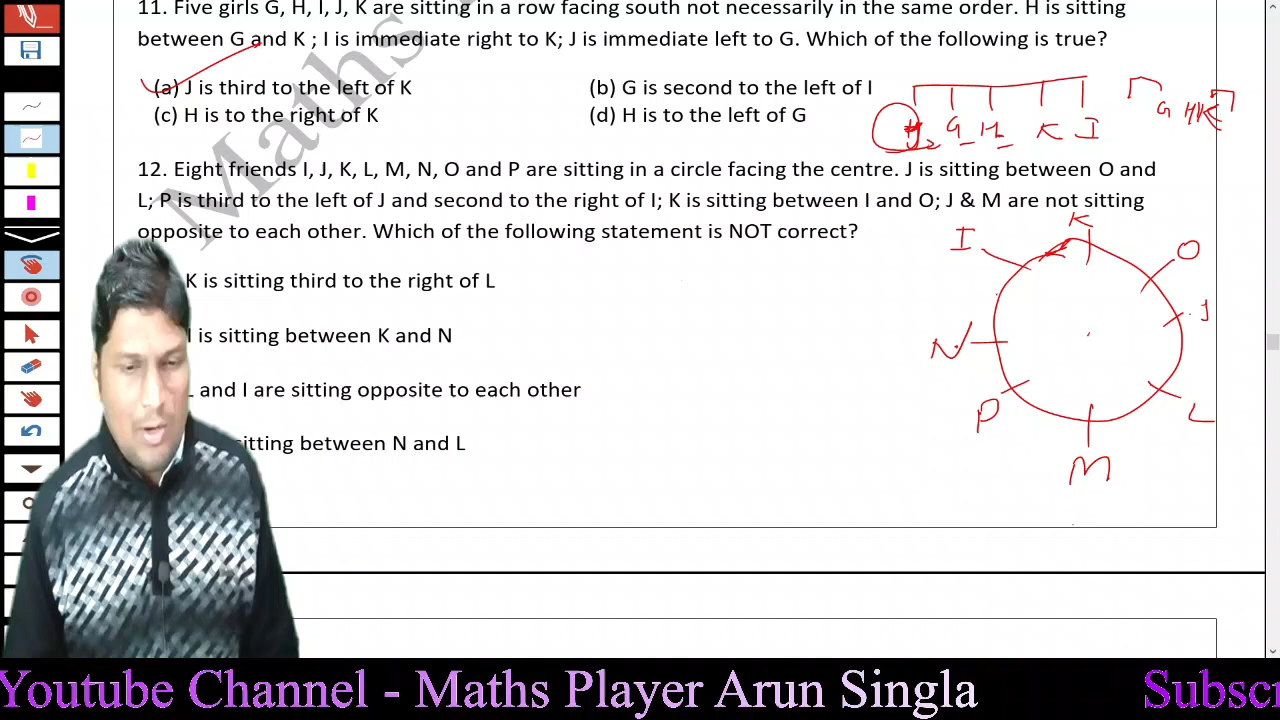 11. Five girls G, H, I, J, K are sitting in a row facing south not necessarily in the same order. H is sitting
between G and K ; I is immediate right to K; J is immediate left to G. Which of the following is true?
(a) J is third to the left of K
(b) G is second to the left of I
(c) H is to the right of K
(d) H is to the left of G
G H K I
G HK
12. Eight friends I, J, K, L, M, N, O and P are sitting in a circle facing the centre. J is sitting between O and
L; P is third to the left of J and second to the right of I; K is sitting between I and O; J & M are not sitting
opposite to each other. Which of the following statement is NOT correct?
K is sitting third to the right of L
is sitting between K and N
and I are sitting opposite to each other
sitting between N and L
K
I
O
J
N
P
L
M
Maths
Youtube Channel - Maths Player Arun Singla
Subscr